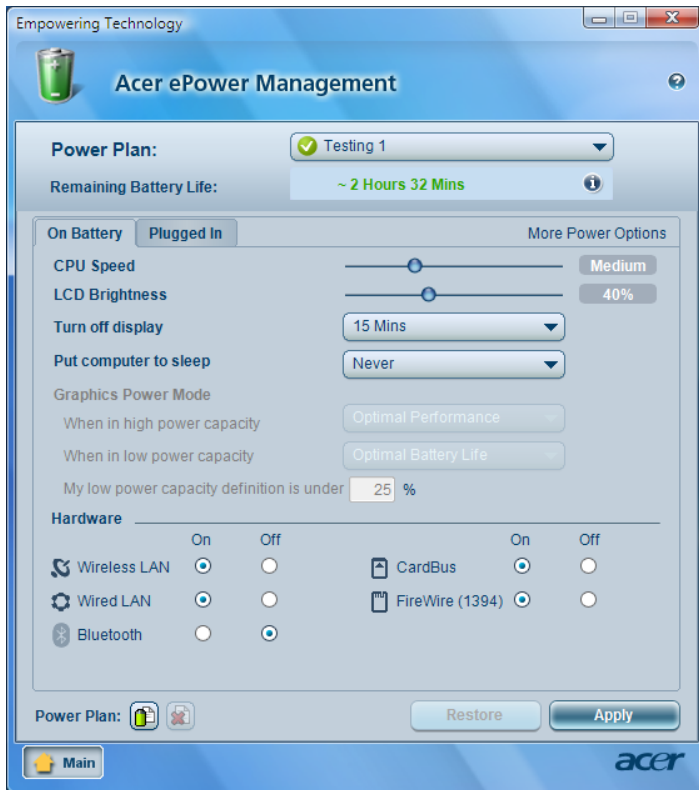 Empowering Technology
Acer ePower Management
Power Plan: Testing 1
Remaining Battery Life: ~ 2 Hours 32 Mins
On Battery Plugged In More Power Options
CPU Speed Medium
LCD Brightness 40%
Turn off display 15 Mins
Put computer to sleep Never
Graphics Power Mode
When in high power capacity Optimal Performance
When in low power capacity Optimal Battery Life
My low power capacity definition is under 25 %
Hardware
On Off On Off
Wireless LAN CardBus
Wired LAN FireWire (1394)
Bluetooth
Power Plan: Restore Apply
Main acer